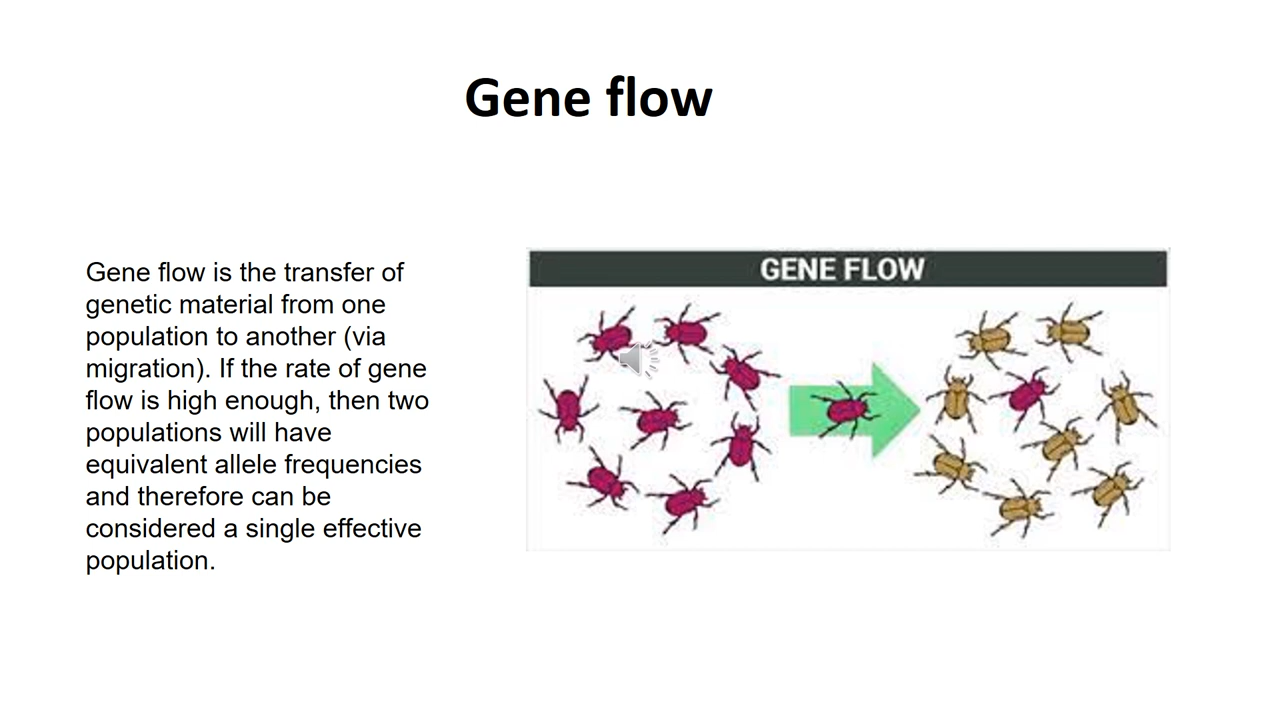 Gene flow
Gene flow is the transfer of
genetic material from one
population to another (via
migration). If the rate of gene
flow is high enough, then two
populations will have
equivalent allele frequencies
and therefore can be
considered a single effective
population.
GENE FLOW